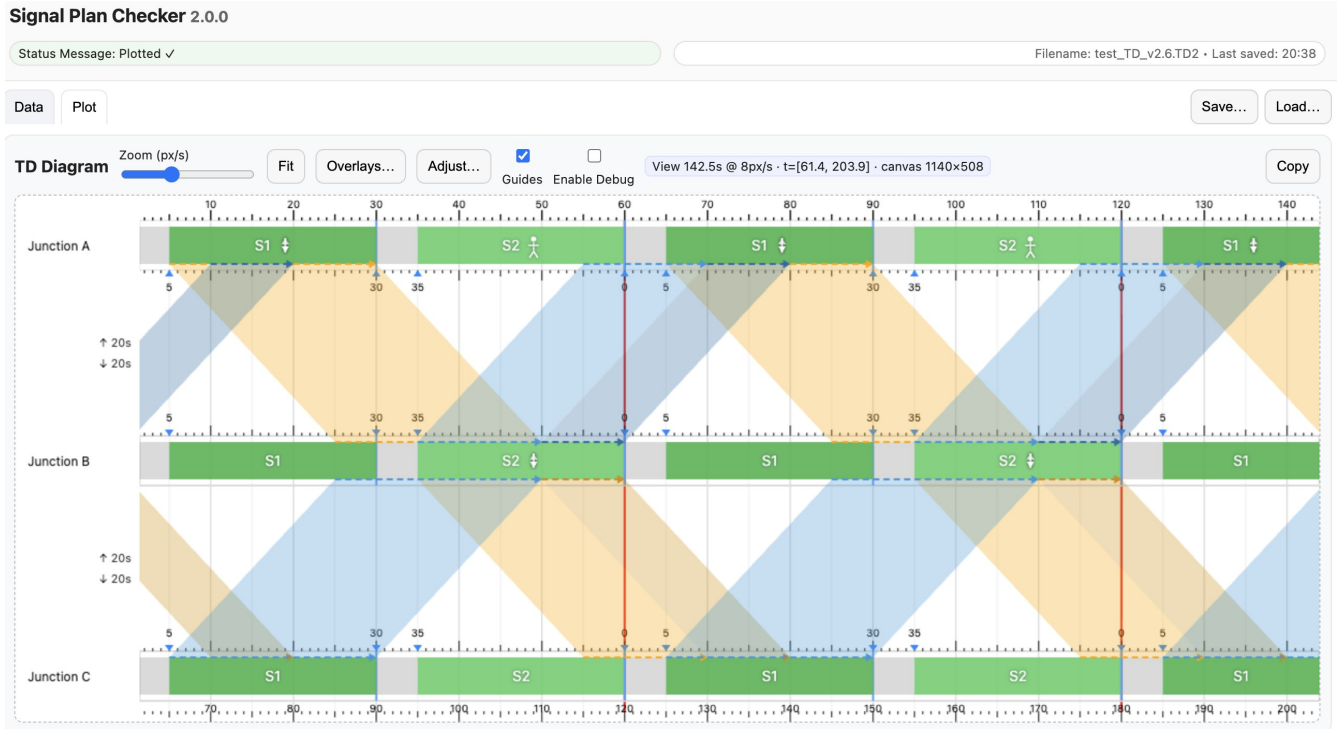 Signal Plan Checker 2.0.0
Status Message: Plotted ✓
Filename: test_TD_v2.6.TD2 • Last saved: 20:38
Data Plot Save... Load...
TD Diagram Zoom (px/s) Fit Overlays... Adjust... Guides Enable Debug View 142.5s @ 8px/s · t=[61.4, 203.9] · canvas 1140×508 Copy
10 20 30 40 50 60 70 80 90 100 110 120 130 140
Junction A S1 S2 S1 S2 S1
5 30 35 0 5 30 35 0 5
↑ 20s
↓ 20s
5 30 35 0 5 30 35 0 5
Junction B S1 S2 S1 S2 S1
↑ 20s
↓ 20s
5 30 35 0 5 30 35 0 5
Junction C S1 S2 S1 S2 S1
70 80 90 100 110 120 130 140 150 160 170 180 190 200